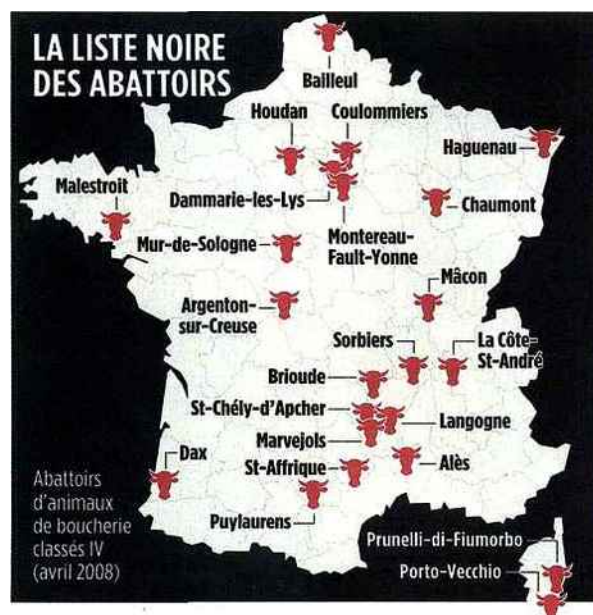 LA LISTE NOIRE
DES ABATTOIRS
Bailleul
Houdan
Coulommiers
Haguenau
Malestroit
Dammarie-les-Lys
Chaumont
Mur-de-Sologne
Montereau-
Fault-Yonne
Mâcon
Argenton-
sur-Creuse
Sorbiers
La Côte-
St-André
Brioude
St-Chély-d'Apcher
Langogne
Marvejols
Dax
St-Affrique
Alès
Puylaurens
Abattoirs
d'animaux
de boucherie
classés IV
(avril 2008)
Prunelli-di-Fiumorbo
Porto-Vecchio